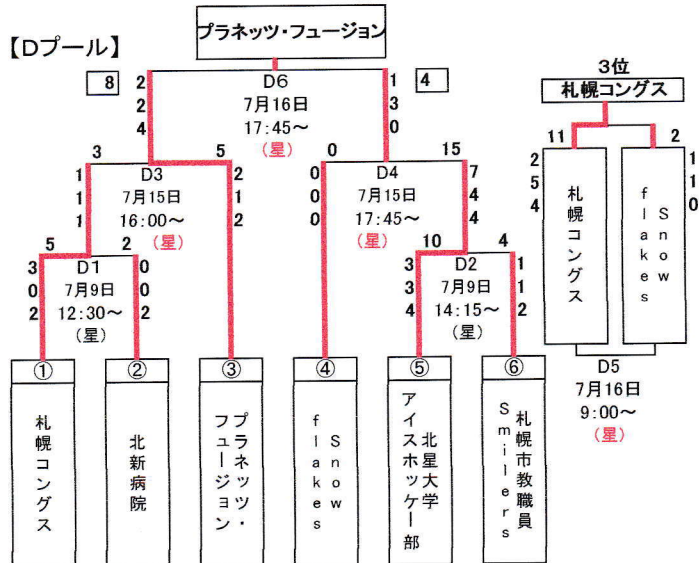 プラネッツ・フュージョン
【Dプール】
8
2
2
4
D6
7月16日
17:45～
(星)
1
3
0
4
3位
札幌コングス
11
2
2
5
4
札幌コングス
Snow
flakes
1
1
0
D5
7月16日
9:00～
(星)
3
1
1
1
D3
7月15日
16:00～
(星)
5
2
1
2
0
0
0
0
D4
7月15日
17:45～
(星)
15
7
4
4
5
3
0
2
D1
7月9日
12:30～
(星)
2
0
0
2
10
3
3
4
D2
7月9日
14:15～
(星)
4
1
1
2
①
札幌コングス
②
北新病院
③
プラネッツ・
フュージョン
④
Snow
flakes
⑤
北星大学
アイスホッケー部
⑥
札幌市教職員
Smilers